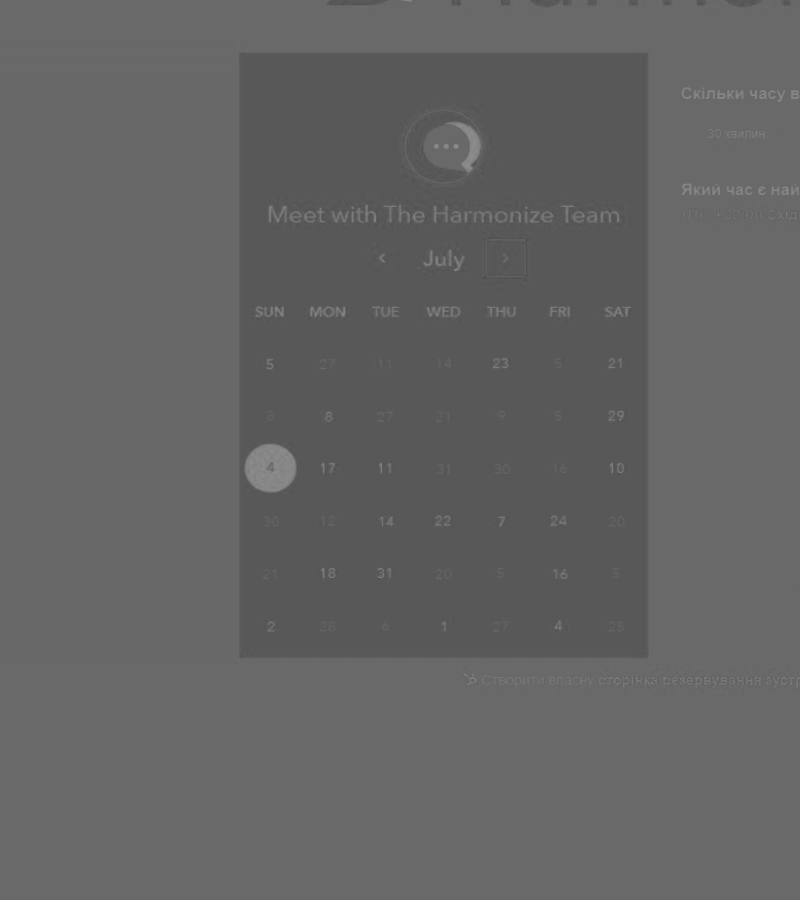 Meet with The Harmonize Team
‹ July ›
SUN MON TUE WED THU FRI SAT
5 27 11 14 23 5 21
8 8 27 21 9 5 29
4 17 11 31 30 16 10
30 12 14 22 7 24 20
21 18 31 20 5 16 5
2 28 6 1 27 4 25
Скільки часу в
30 хвилин
Який час є най
Створити власну сторінка резервування зустр